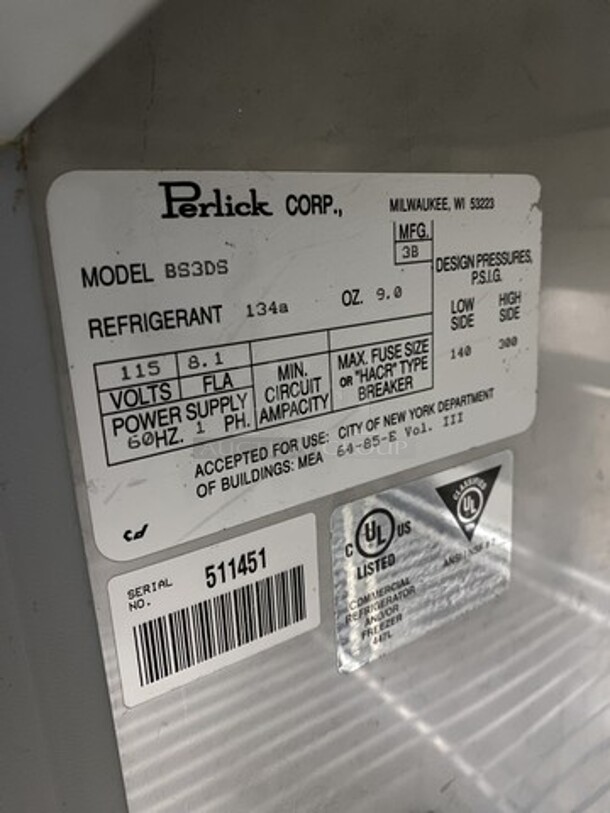 Perlick CORP., MILWAUKEE, WI 53223
MFG.
3B
MODEL BS3DS
DESIGN PRESSURES, P.S.I.G.
REFRIGERANT 134a OZ. 9.0
LOW SIDE HIGH SIDE
140 300
115 8.1
VOLTS FLA
POWER SUPPLY
60HZ. 1 PH.
MIN. CIRCUIT AMPACITY
MAX. FUSE SIZE
OR "HACR" TYPE
BREAKER
ACCEPTED FOR USE: CITY OF NEW YORK DEPARTMENT
OF BUILDINGS: MEA 64-85-E Vol. III
cd
SERIAL NO. 511451
C UL US
LISTED
COMMERCIAL
REFRIGERATOR
AND/OR
FREEZER
447L
CLASSIFIED
UL